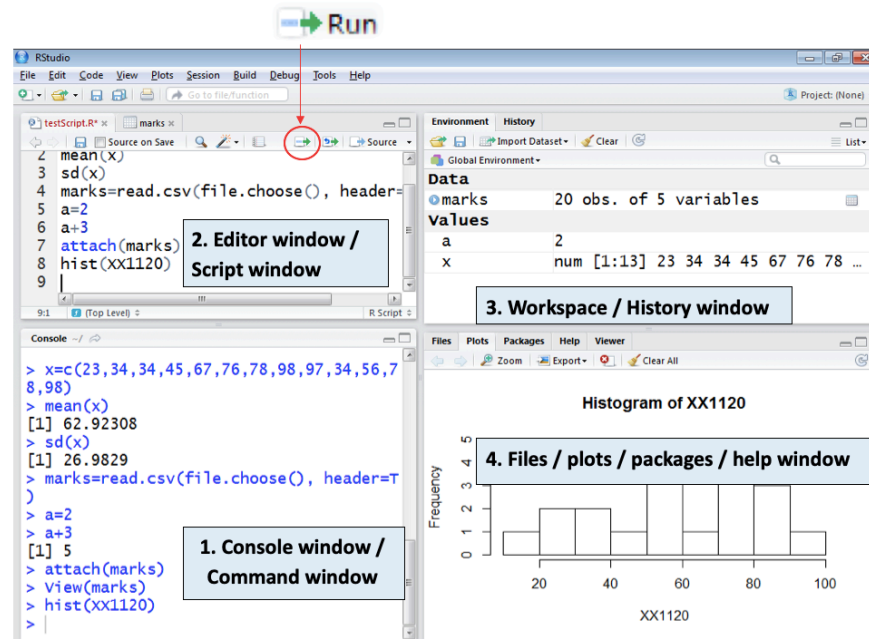 Run
RStudio
File Edit Code View Plots Session Build Debug Tools Help
Go to file/function
Project: (None)
testScript.R* × marks ×
Source on Save
Source
2 mean(x)
3 sd(x)
4 marks=read.csv(file.choose(), header=
5 a=2
6 a+3
7 attach(marks)
8 hist(XX1120)
9
2. Editor window /
Script window
9:1 (Top Level) R Script
Environment History
Import Dataset Clear List
Global Environment
Data
marks 20 obs. of 5 variables
Values
a 2
x num [1:13] 23 34 34 45 67 76 78 …
3. Workspace / History window
Console ~/
> x=c(23,34,34,45,67,76,78,98,97,34,56,7
8,98)
> mean(x)
[1] 62.92308
> sd(x)
[1] 26.9829
> marks=read.csv(file.choose(), header=T
)
> a=2
> a+3
[1] 5
> attach(marks)
> View(marks)
> hist(XX1120)
>
1. Console window /
Command window
Files Plots Packages Help Viewer
Zoom Export Clear All
Histogram of XX1120
4. Files / plots / packages / help window
Frequency
5
4
3
2
1
0
20 40 60 80 100
XX1120